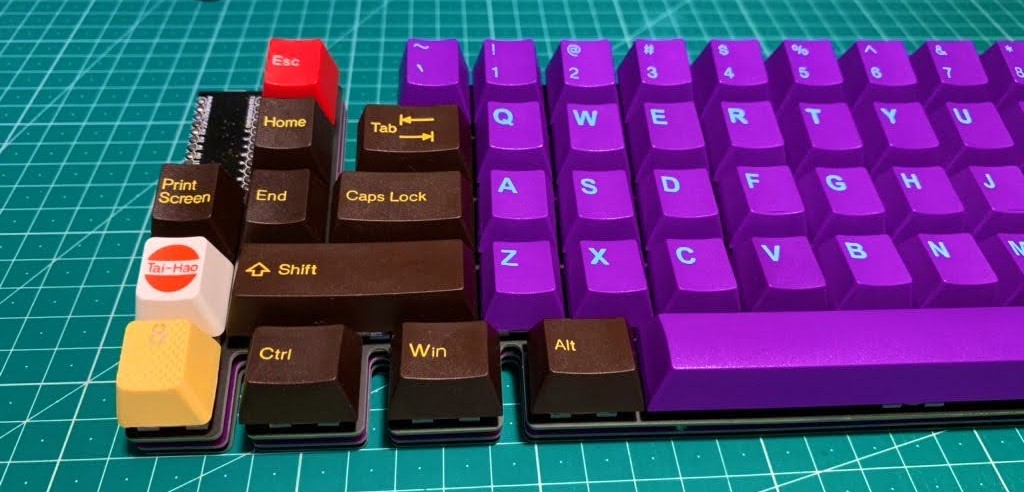 Esc
~
`
!
1
@
2
#
3
$
4
%
5
^
6
&
7
*
8
Home
Tab
Q
W
E
R
T
Y
U
Print
Screen
End
Caps Lock
A
S
D
F
G
H
J
Tai-Hao
Shift
Z
X
C
V
B
N
M
Ctrl
Win
Alt